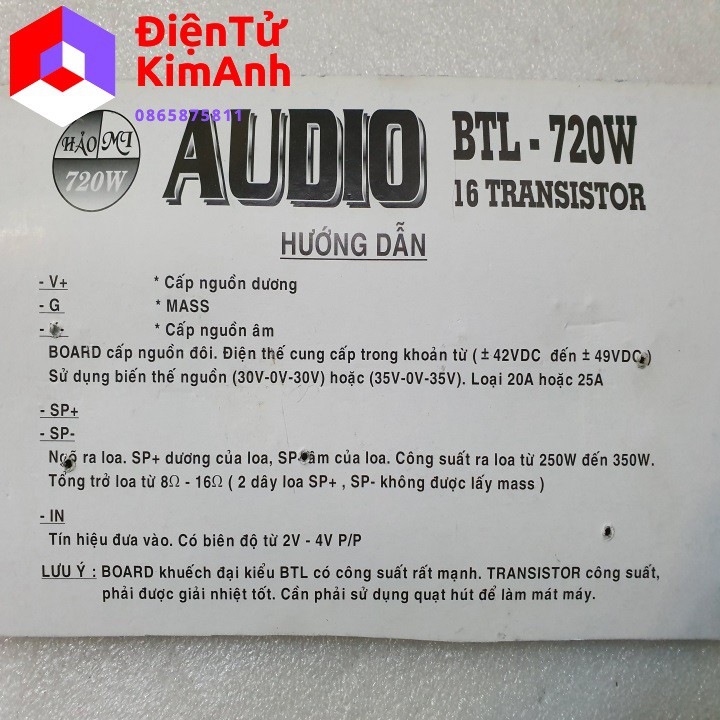 ĐiệnTử
KimAnh
0865875811
HẢO MI
720W
AUDIO
BTL - 720W
16 TRANSISTOR
HƯỚNG DẪN
- V+ * Cấp nguồn dương
- G * MASS
- * Cấp nguồn âm
BOARD cấp nguồn đôi. Điện thế cung cấp trong khoản từ (± 42VDC đến ± 49VDC)
Sử dụng biến thế nguồn (30V-0V-30V) hoặc (35V-0V-35V). Loại 20A hoặc 25A
- SP+
- SP-
Ngõ ra loa. SP+ dương của loa, SP- âm của loa. Công suất ra loa từ 250W đến 350W.
Tổng trở loa từ 8Ω - 16Ω ( 2 dây loa SP+ , SP- không được lấy mass )
- IN
Tín hiệu đưa vào. Có biên độ từ 2V - 4V P/P
LƯU Ý : BOARD khuếch đại kiểu BTL có công suất rất mạnh. TRANSISTOR công suất,
phải được giải nhiệt tốt. Cần phải sử dụng quạt hút để làm mát máy.